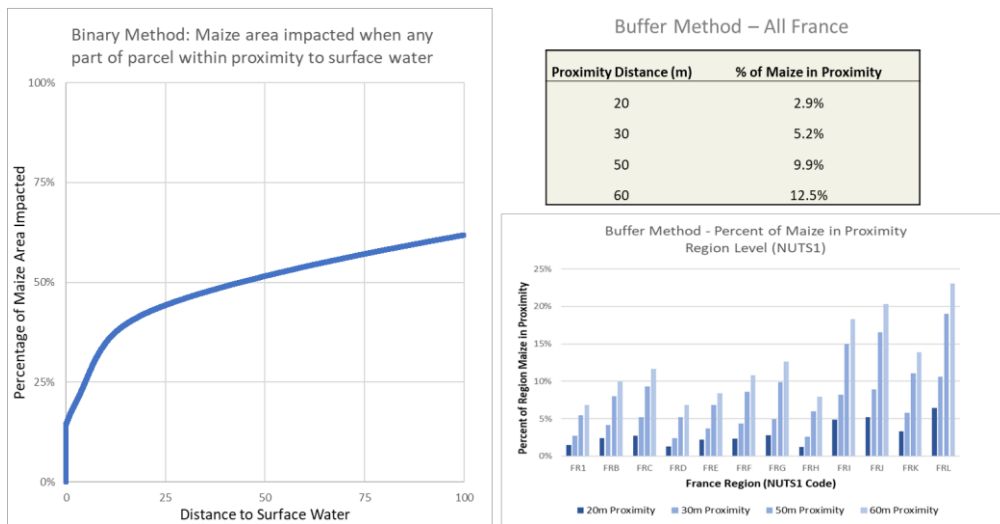 Binary Method: Maize area impacted when any
part of parcel within proximity to surface water
100%
75%
50%
25%
0%
Percentage of Maize Area Impacted
0
25
50
75
100
Distance to Surface Water
Buffer Method – All France
Proximity Distance (m) % of Maize in Proximity
20 2.9%
30 5.2%
50 9.9%
60 12.5%
Buffer Method - Percent of Maize in Proximity
Region Level (NUTS1)
25%
20%
15%
10%
5%
0%
Percent of Region Maize in Proximity
FR1 FRB FRC FRD FRE FRF FRG FRH FRI FRJ FRK FRL
France Region (NUTS1 Code)
20m Proximity 30m Proximity 50m Proximity 60m Proximity